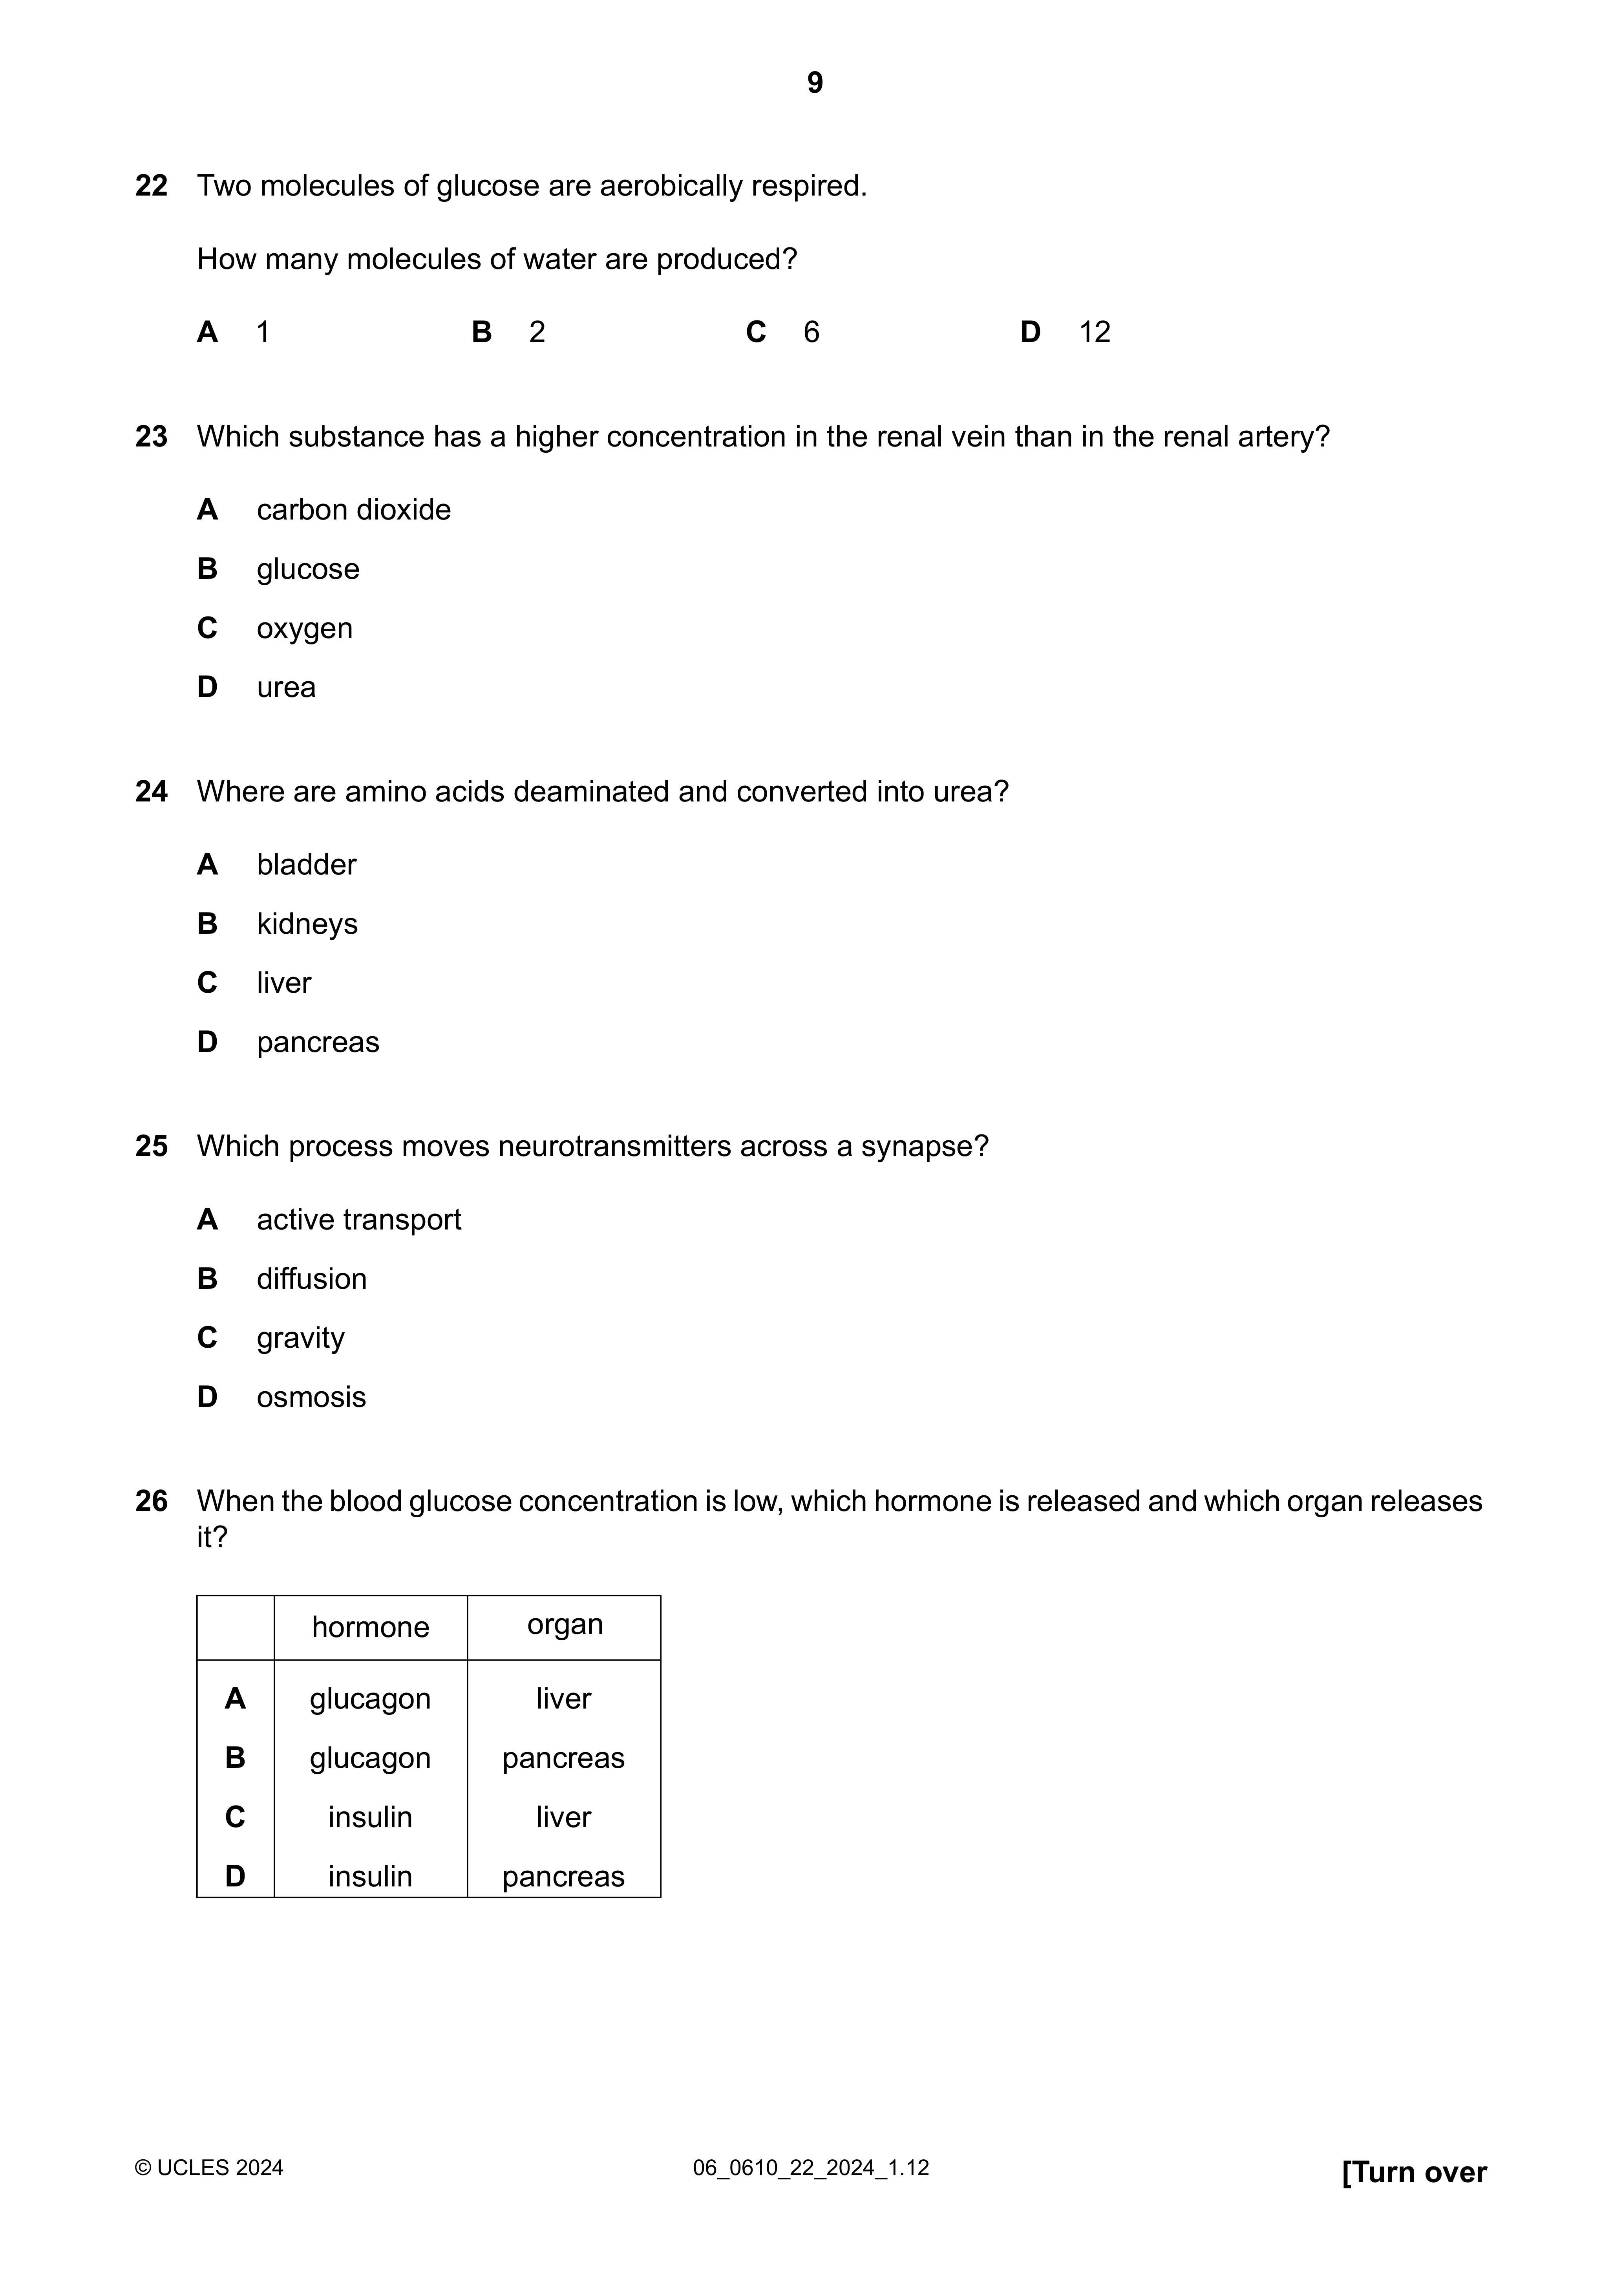 9
22 Two molecules of glucose are aerobically respired.
How many molecules of water are produced?
A 1 B 2 C 6 D 12
23 Which substance has a higher concentration in the renal vein than in the renal artery?
A carbon dioxide
B glucose
C oxygen
D urea
24 Where are amino acids deaminated and converted into urea?
A bladder
B kidneys
C liver
D pancreas
25 Which process moves neurotransmitters across a synapse?
A active transport
B diffusion
C gravity
D osmosis
26 When the blood glucose concentration is low, which hormone is released and which organ releases
it?
hormone organ
A glucagon liver
B glucagon pancreas
C insulin liver
D insulin pancreas
© UCLES 2024 06_0610_22_2024_1.12 [Turn over